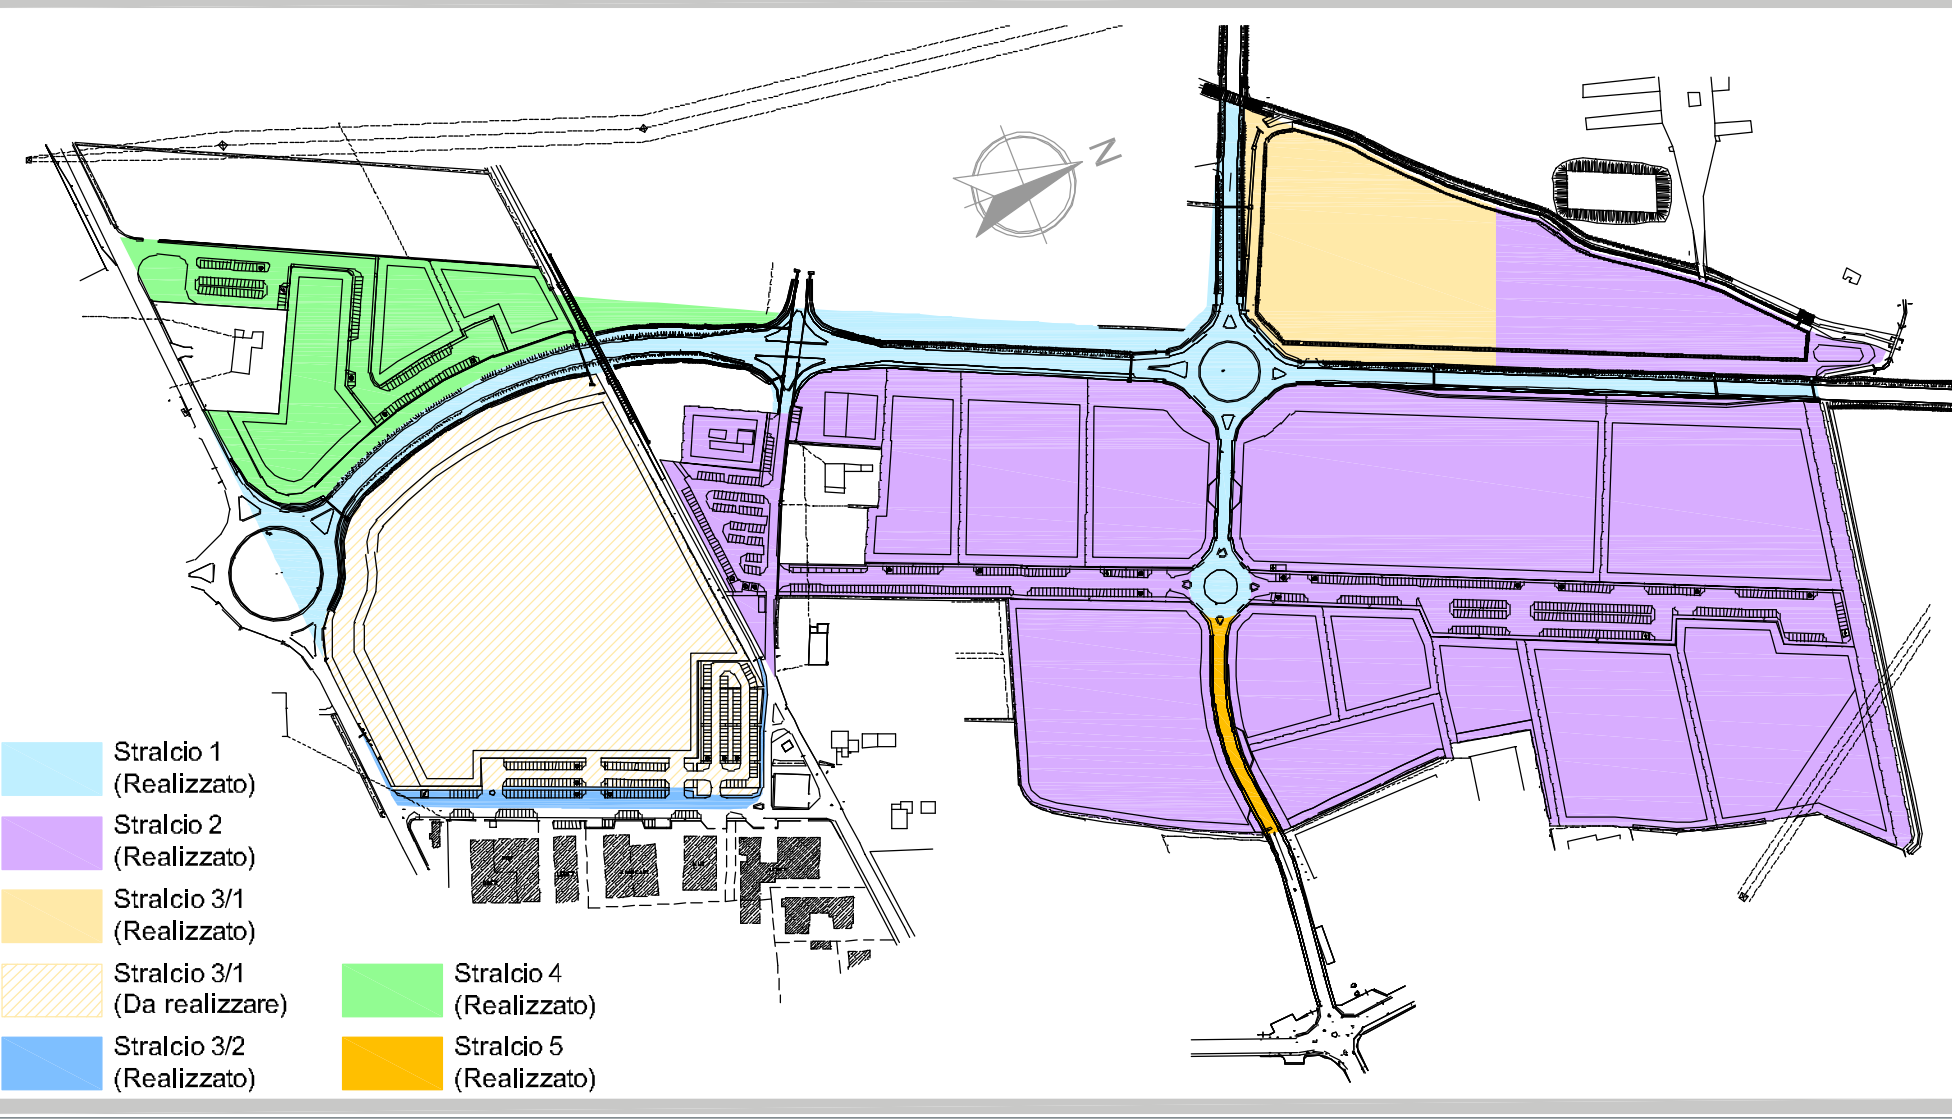 N
Stralcio 1
(Realizzato)
Stralcio 2
(Realizzato)
Stralcio 3/1
(Realizzato)
Stralcio 3/1
(Da realizzare)
Stralcio 3/2
(Realizzato)
Stralcio 4
(Realizzato)
Stralcio 5
(Realizzato)